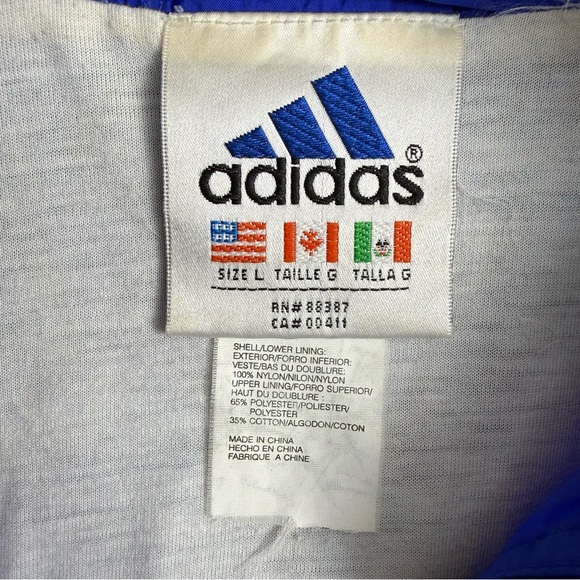 adidas®
SIZE L TAILLE G TALLA G
RN# 88387
CA# 00411
SHELL/LOWER LINING:
EXTERIOR/FORRO INFERIOR:
VESTE/BAS DU DOUBLURE:
100% NYLON/NILON/NYLON
UPPER LINING/FORRO SUPERIOR/
HAUT DU DOUBLURE :
65% POLYESTER/POLIESTER/
POLYESTER
35% COTTON/ALGODON/COTON
MADE IN CHINA
HECHO EN CHINA
FABRIQUE A CHINE